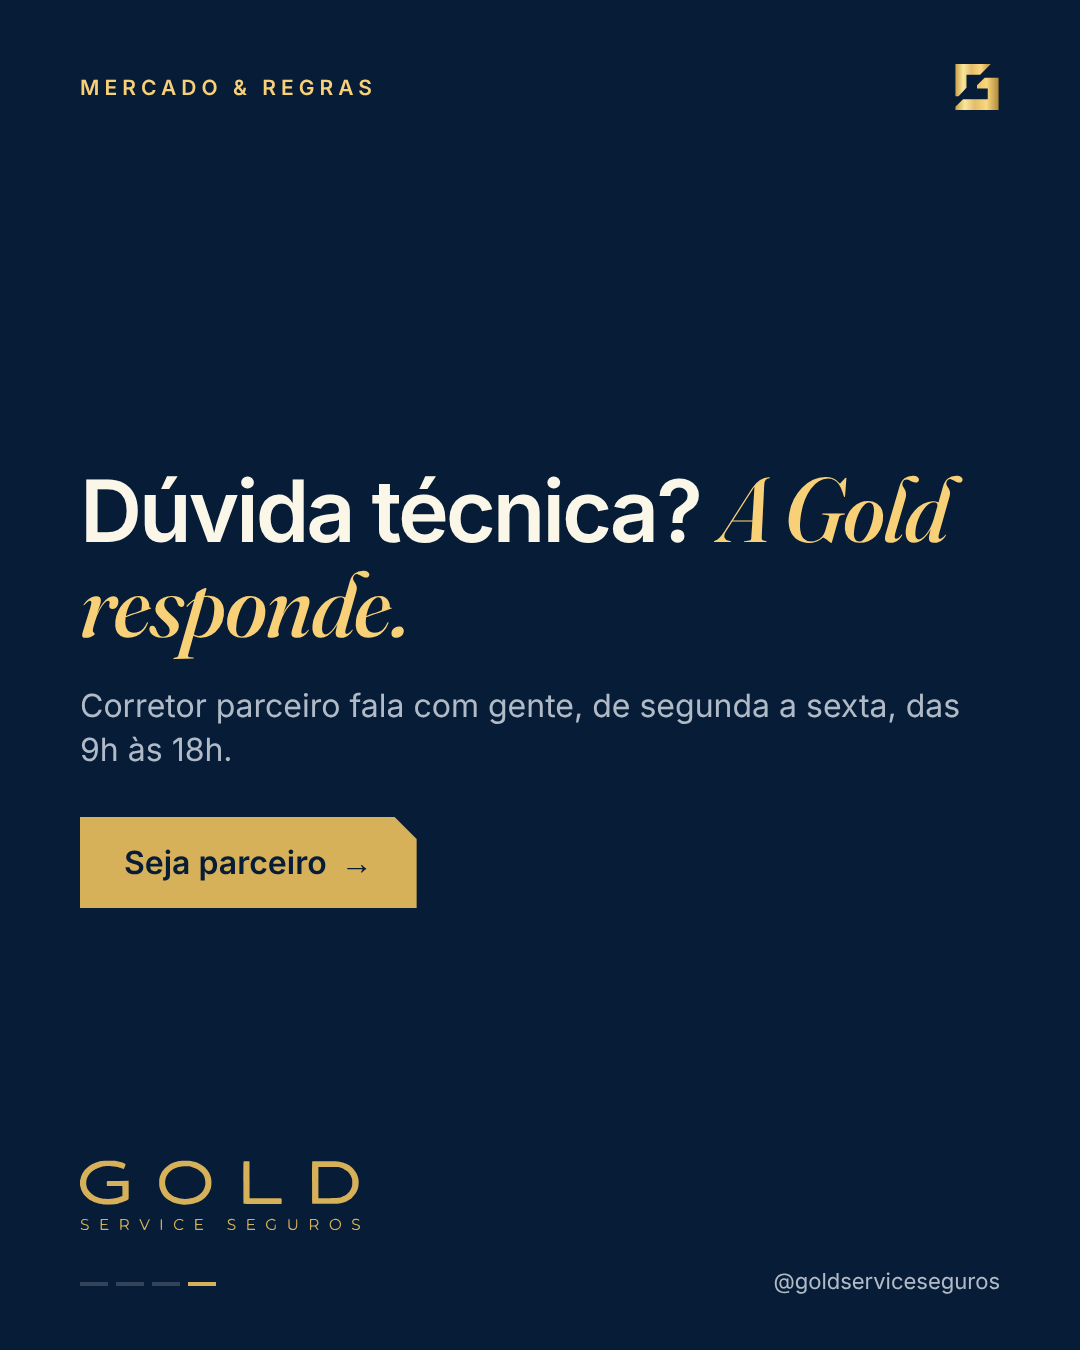 MERCADO & REGRAS
Dúvida técnica? A Gold
responde.
Corretor parceiro fala com gente, de segunda a sexta, das
9h às 18h.
Seja parceiro →
GOLD
SERVICE SEGUROS
@goldserviceseguros